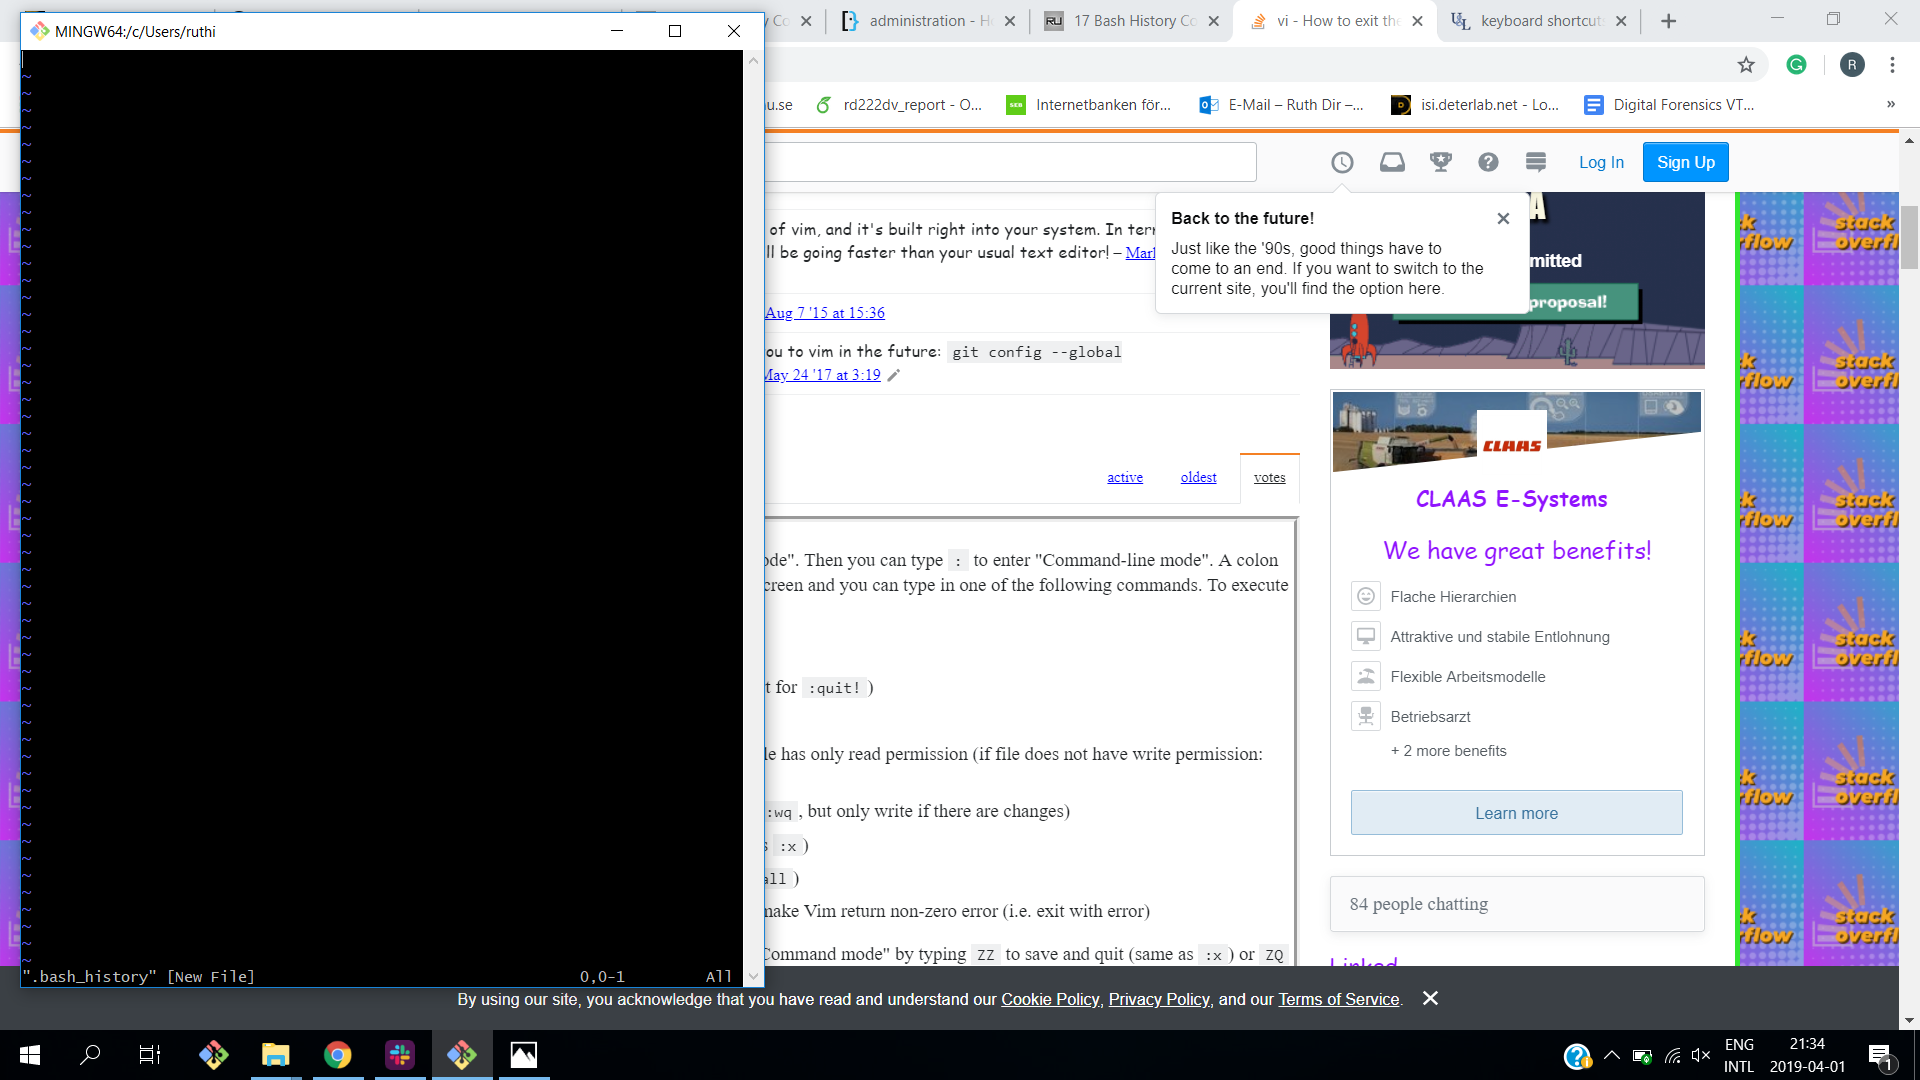 MINGW64:/c/Users/ruthi
administration - H
17 Bash History Co
vi - How to exit the
keyboard shortcut
R
rd222dv_report - O...
Internetbanken för...
E-Mail – Ruth Dir –...
isi.deterlab.net - Lo...
Digital Forensics VT...
»
Log In
Sign Up
Back to the future!
Just like the '90s, good things have to
come to an end. If you want to switch to the
current site, you'll find the option here.
of vim, and it's built right into your system. In ter
ll be going faster than your usual text editor! – Mar
Aug 7 '15 at 15:36
ou to vim in the future: git config --global
May 24 '17 at 3:19
mitted
proposal!
active
oldest
votes
CLAAS
CLAAS E-Systems
We have great benefits!
Flache Hierarchien
Attraktive und stabile Entlohnung
Flexible Arbeitsmodelle
Betriebsarzt
+ 2 more benefits
Learn more
84 people chatting
Linked
ode". Then you can type : to enter "Command-line mode". A colon
creen and you can type in one of the following commands. To execute
t for :quit! )
le has only read permission (if file does not have write permission:
:wq , but only write if there are changes)
s :x )
all )
make Vim return non-zero error (i.e. exit with error)
Command mode" by typing ZZ to save and quit (same as :x ) or ZQ
".bash_history" [New File]
0,0-1
All
By using our site, you acknowledge that you have read and understand our Cookie Policy, Privacy Policy, and our Terms of Service.
stack
overfl
ENG
INTL
21:34
2019-04-01
1